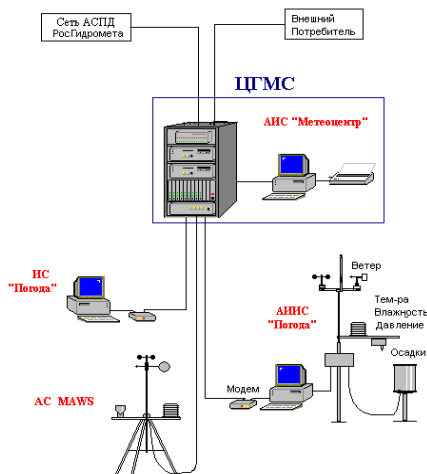 Сеть АСПД
РосГидромета
Внешний
Потребитель
ЦГМС
АИС "Метеоцентр"
ИС
"Погода"
АИИС
"Погода"
Ветер
Тем-ра
Влажность
Давление
Осадки
Модем
АС MAWS